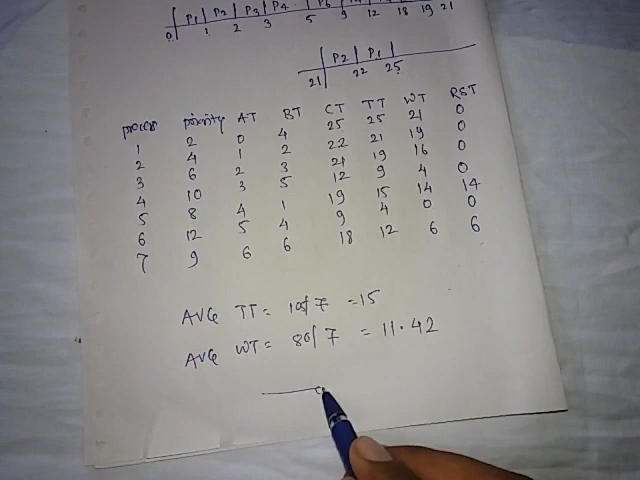 P1 P2 P3 P4 P6
0 1 2 3 5 9 12 18 19 21
P2 P1
21 22 25
process priority AT BT CT TT WT RST
1 2 0 4 25 25 21 0
2 4 1 2 22 21 19 0
3 6 2 3 21 19 16 0
4 10 3 5 12 9 4 0
5 8 4 1 19 15 14 14
6 12 5 4 9 4 0 0
7 9 6 6 18 12 6 6
AVG TT = 105/7 = 15
AVG WT = 80/7 = 11.42